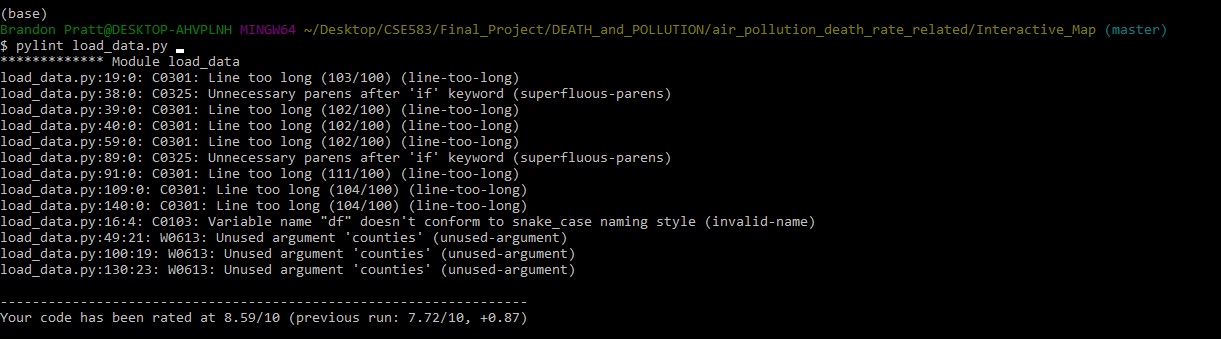 (base)
Brandon Pratt@DESKTOP-AHVPLNH MINGW64 ~/Desktop/CSE583/Final_Project/DEATH_and_POLLUTION/air_pollution_death_rate_related/Interactive_Map (master)
$ pylint load_data.py
************* Module load_data
load_data.py:19:0: C0301: Line too long (103/100) (line-too-long)
load_data.py:38:0: C0325: Unnecessary parens after 'if' keyword (superfluous-parens)
load_data.py:39:0: C0301: Line too long (102/100) (line-too-long)
load_data.py:40:0: C0301: Line too long (102/100) (line-too-long)
load_data.py:59:0: C0301: Line too long (102/100) (line-too-long)
load_data.py:89:0: C0325: Unnecessary parens after 'if' keyword (superfluous-parens)
load_data.py:91:0: C0301: Line too long (111/100) (line-too-long)
load_data.py:109:0: C0301: Line too long (104/100) (line-too-long)
load_data.py:140:0: C0301: Line too long (104/100) (line-too-long)
load_data.py:16:4: C0103: Variable name "df" doesn't conform to snake_case naming style (invalid-name)
load_data.py:49:21: W0613: Unused argument 'counties' (unused-argument)
load_data.py:100:19: W0613: Unused argument 'counties' (unused-argument)
load_data.py:130:23: W0613: Unused argument 'counties' (unused-argument)
------------------------------------------------------------------
Your code has been rated at 8.59/10 (previous run: 7.72/10, +0.87)